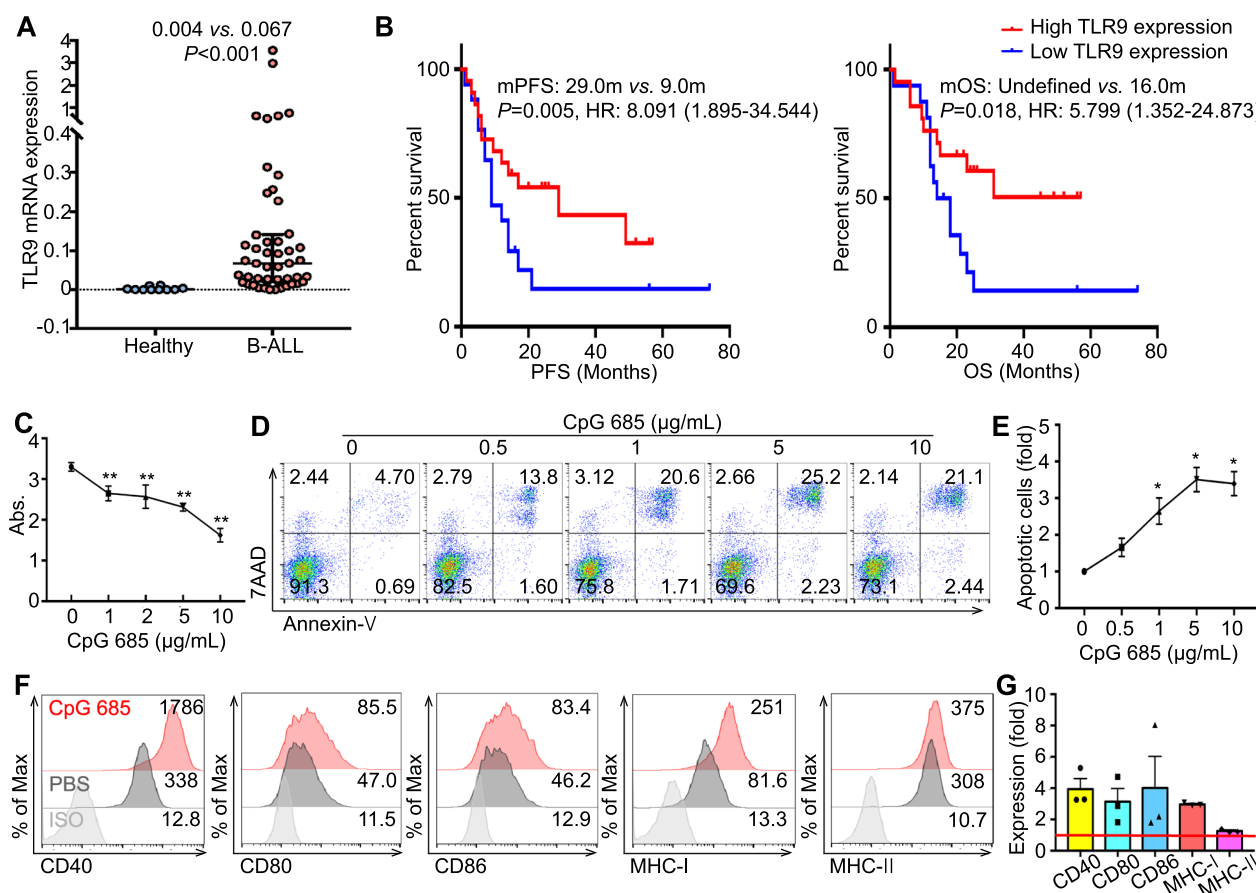 A
0.004 vs. 0.067
P<0.001
TLR9 mRNA expression
4
3
2
1
0.4
0.3
0.2
0.1
0
-0.1
Healthy
B-ALL
B
High TLR9 expression
Low TLR9 expression
mPFS: 29.0m vs. 9.0m
P=0.005, HR: 8.091 (1.895-34.544)
Percent survival
100
50
0
0 20 40 60 80
PFS (Months)
mOS: Undefined vs. 16.0m
P=0.018, HR: 5.799 (1.352-24.873)
Percent survival
100
50
0
0 20 40 60 80
OS (Months)
C
Abs.
4
3
2
1
0
** ** ** **
0 1 2 5 10
CpG 685 (µg/mL)
D
CpG 685 (µg/mL)
0 0.5 1 5 10
2.44 4.70 2.79 13.8 3.12 20.6 2.66 25.2 2.14 21.1
91.3 0.69 82.5 1.60 75.8 1.71 69.6 2.23 73.1 2.44
7AAD
Annexin-V
E
Apoptotic cells (fold)
5
4
3
2
1
0
* * *
0 0.5 1 5 10
CpG 685 (µg/mL)
F
% of Max
CpG 685 1786
PBS 338
ISO 12.8
CD40
% of Max
85.5
47.0
11.5
CD80
% of Max
83.4
46.2
12.9
CD86
% of Max
251
81.6
13.3
MHC-I
% of Max
375
308
10.7
MHC-II
G
Expression (fold)
10
8
6
4
2
0
CD40
CD80
CD86
MHC-I
MHC-II